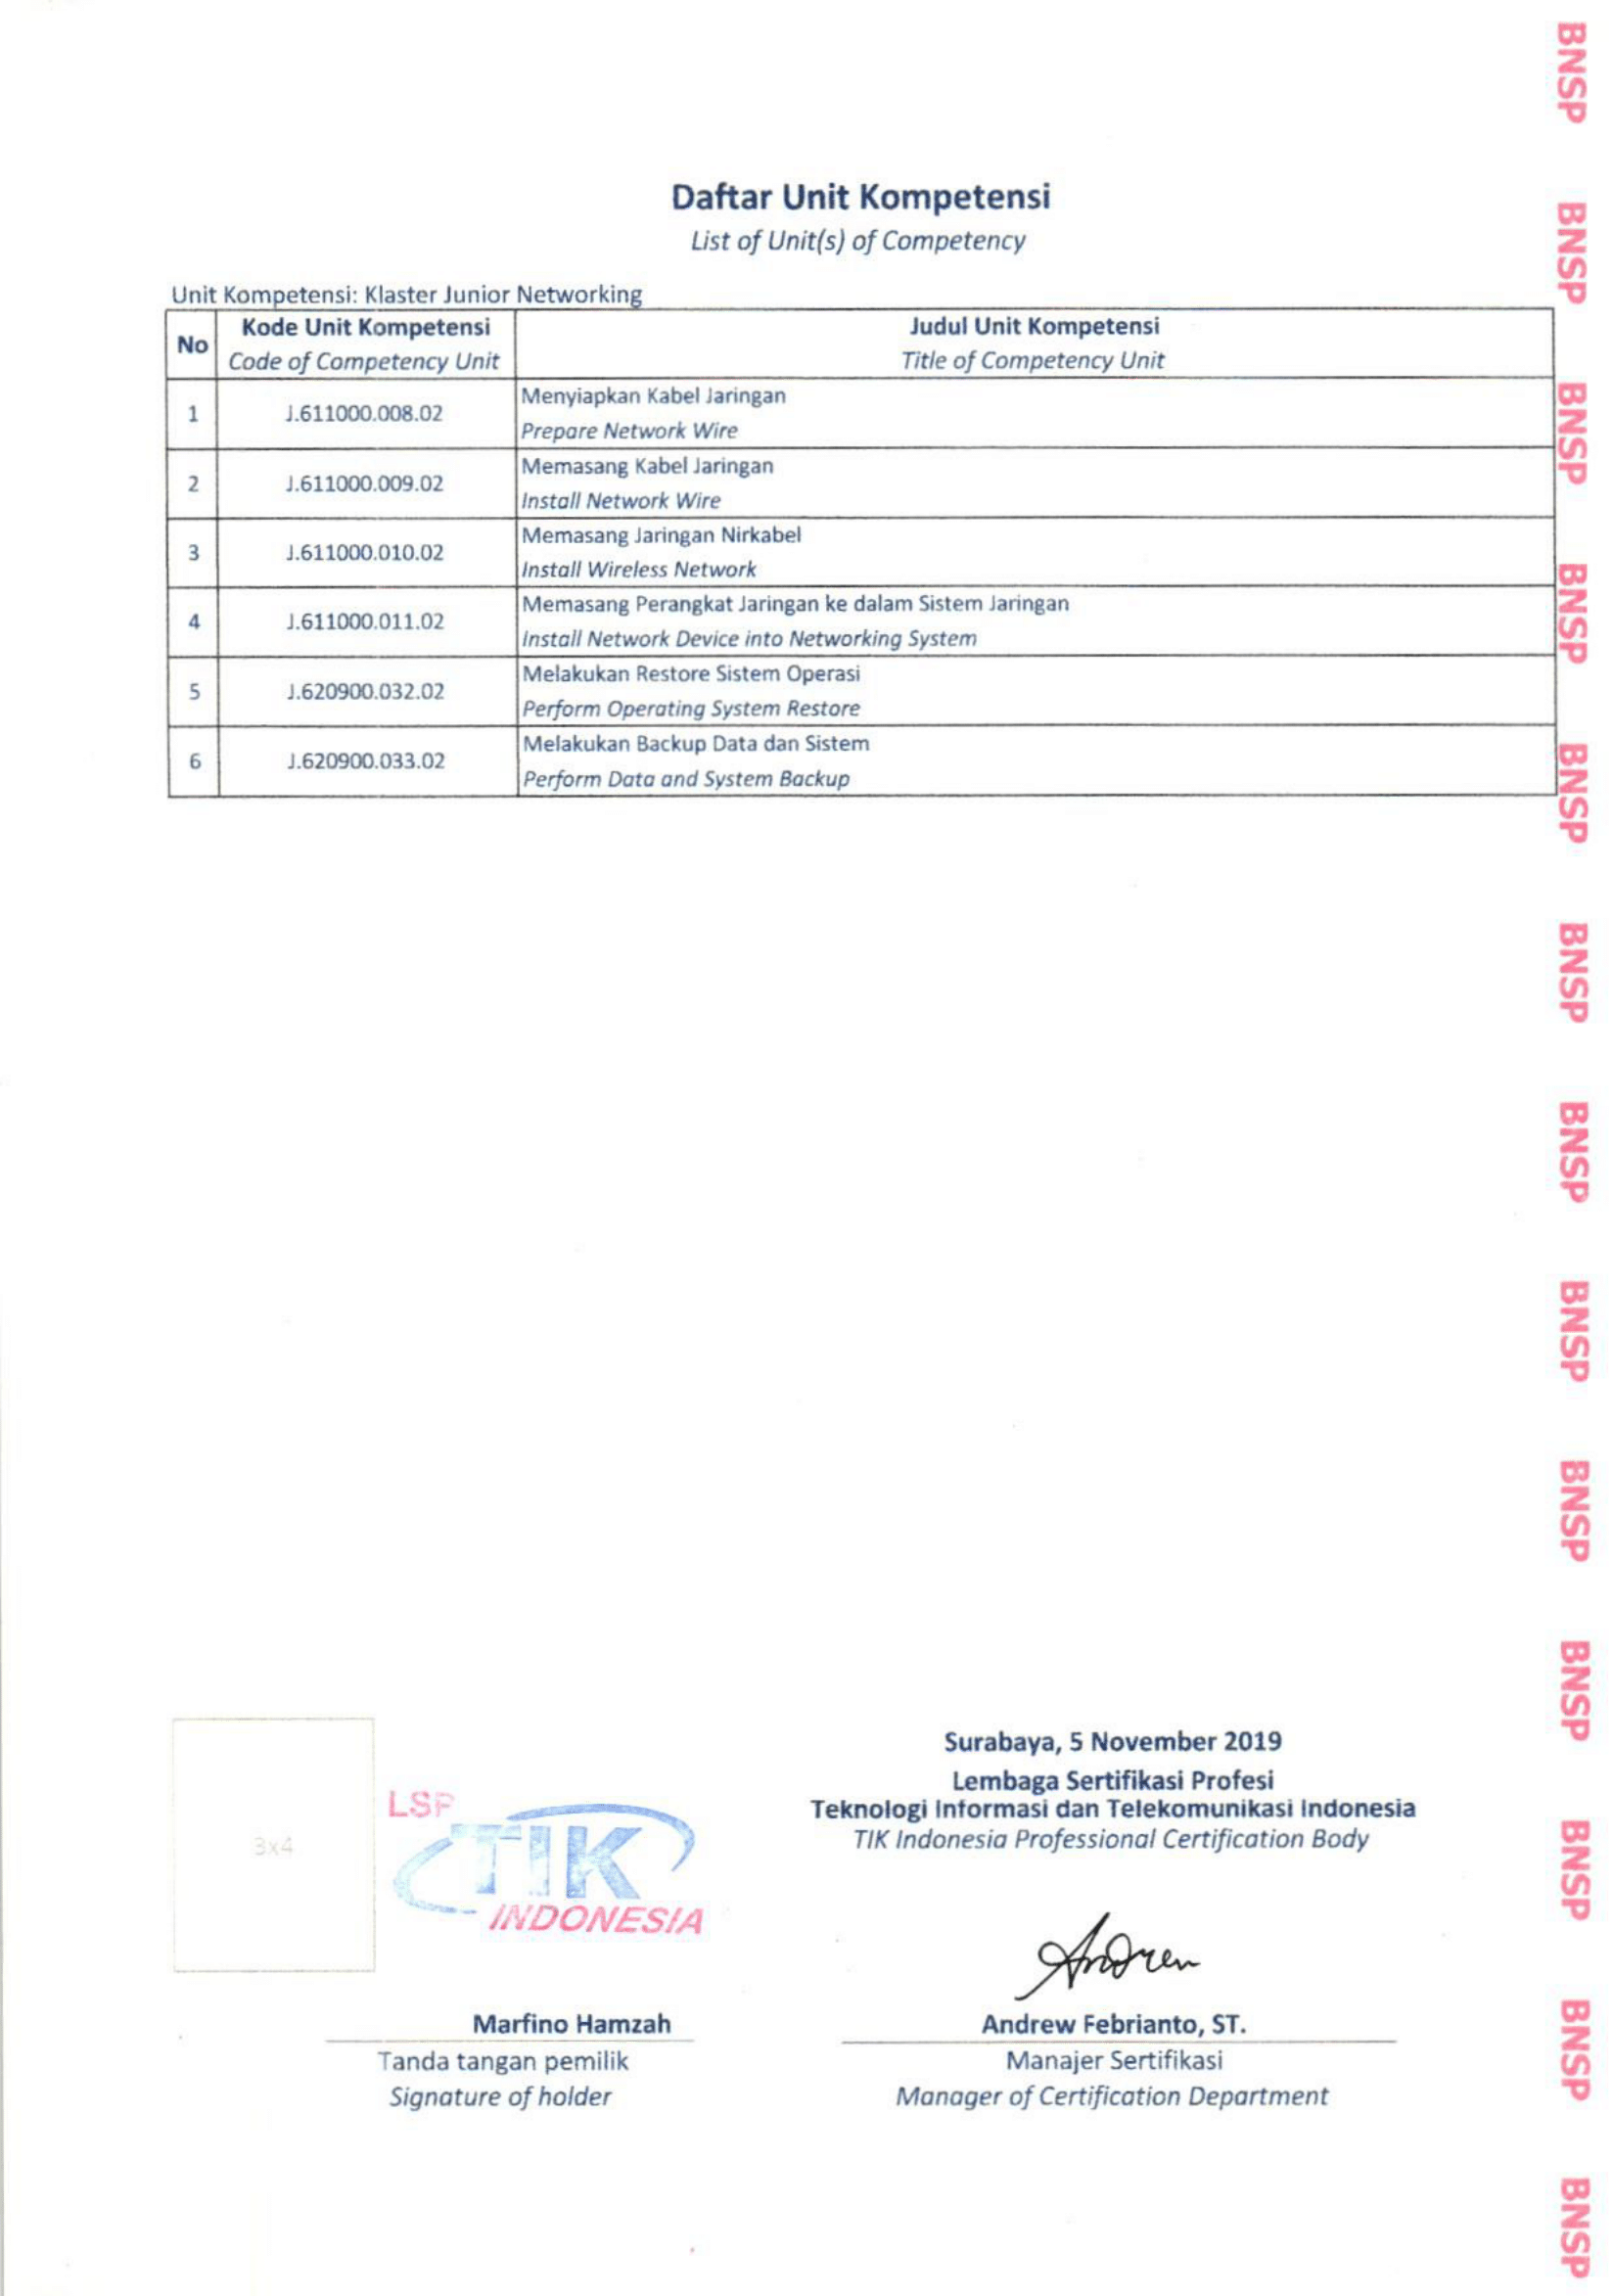 Daftar Unit Kompetensi
List of Unit(s) of Competency
Unit Kompetensi: Klaster Junior Networking
No Kode Unit Kompetensi Judul Unit Kompetensi
Code of Competency Unit Title of Competency Unit
1 J.611000.008.02 Menyiapkan Kabel Jaringan
Prepare Network Wire
2 J.611000.009.02 Memasang Kabel Jaringan
Install Network Wire
3 J.611000.010.02 Memasang Jaringan Nirkabel
Install Wireless Network
4 J.611000.011.02 Memasang Perangkat Jaringan ke dalam Sistem Jaringan
Install Network Device into Networking System
5 J.620900.032.02 Melakukan Restore Sistem Operasi
Perform Operating System Restore
6 J.620900.033.02 Melakukan Backup Data dan Sistem
Perform Data and System Backup
Surabaya, 5 November 2019
Lembaga Sertifikasi Profesi
Teknologi Informasi dan Telekomunikasi Indonesia
TIK Indonesia Professional Certification Body
3x4
LSP
TIK
INDONESIA
Andrew
Marfino Hamzah
Tanda tangan pemilik
Signature of holder
Andrew Febrianto, ST.
Manajer Sertifikasi
Manager of Certification Department
BNSP
BNSP
BNSP
BNSP
BNSP
BNSP
BNSP
BNSP
BNSP
BNSP
BNSP
BNSP
BNSP